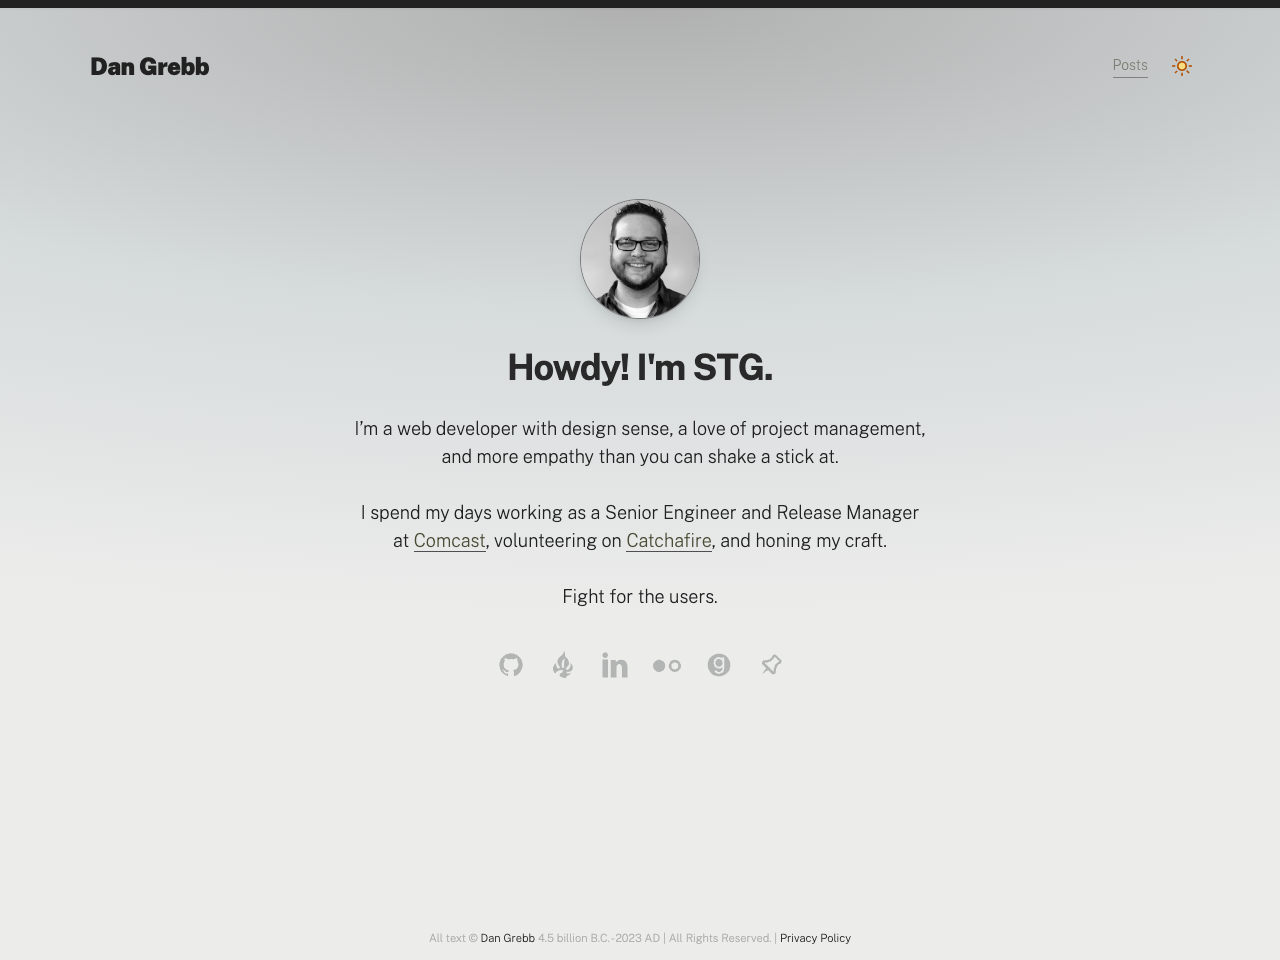 Dan Grebb
Posts
Howdy! I'm STG.
I’m a web developer with design sense, a love of project management,
and more empathy than you can shake a stick at.
I spend my days working as a Senior Engineer and Release Manager
at Comcast, volunteering on Catchafire, and honing my craft.
Fight for the users.
All text © Dan Grebb 4.5 billion B.C.-2023 AD | All Rights Reserved. | Privacy Policy